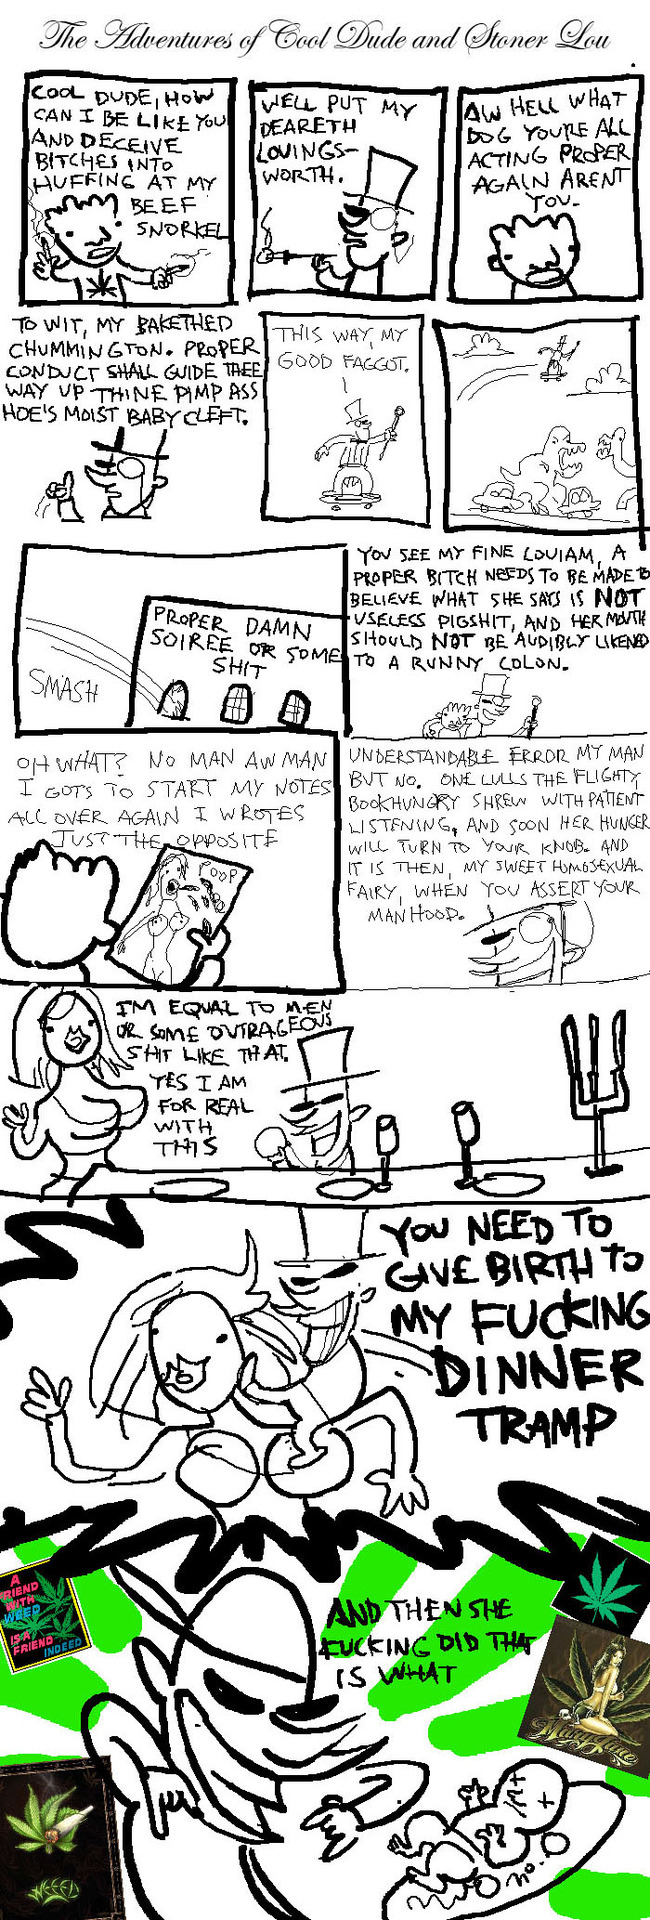 The Adventures of Cool Dude and Stoner Lou
COOL DUDE, HOW
CAN I BE LIKE YOU
AND DECEIVE
BITCHES INTO
HUFFING AT MY
BEEF
SNORKEL
WELL PUT MY
DEARETH
LOVINGS-
WORTH.
AW HELL WHAT
DOG YOU'RE ALL
ACTING PROPER
AGAIN ARENT
YOU.
TO WIT, MY BAKETHED
CHUMMINGTON. PROPER
CONDUCT SHALL GUIDE THEE
WAY UP THINE PIMP ASS
HOE'S MOIST BABY CLEFT.
THIS WAY, MY
GOOD FAGGOT.
SMASH
PROPER DAMN
SOIREE OR SOME
SHIT
YOU SEE MY FINE LOUIAM, A
PROPER BITCH NEEDS TO BE MADE TO
BELIEVE WHAT SHE SAYS IS NOT
USELESS PIGSHIT, AND HER MOUTH
SHOULD NOT BE AUDIBLY LIKENED
TO A RUNNY COLON.
OH WHAT? NO MAN AW MAN
I GOTS TO START MY NOTES
ALL OVER AGAIN I WROTES
JUST THE OPPOSITE
POOP
UNDERSTANDABLE ERROR MY MAN
BUT NO. ONE LULLS THE FLIGHTY,
BOOKHUNGRY SHREW WITH PATIENT
LISTENING, AND SOON HER HUNGER
WILL TURN TO YOUR KNOB. AND
IT IS THEN, MY SWEET HOMOSEXUAL
FAIRY, WHEN YOU ASSERT YOUR
MANHOOD.
I'M EQUAL TO MEN
OR SOME OUTRAGEOUS
SHIT LIKE THAT.
YES I AM
FOR REAL
WITH
THIS
YOU NEED TO
GIVE BIRTH TO
MY FUCKING
DINNER
TRAMP
A
FRIEND
WITH
WEED
IS A
FRIEND
INDEED
AND THEN SHE
FUCKING DID THAT
IS WHAT
Mary Jane
WEEED
no.